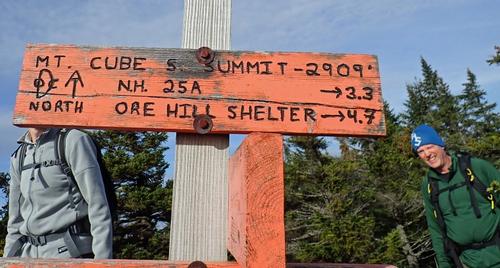 MT. CUBE S. SUMMIT-2909'
N.H. 25A →3.3
NORTH ORE HILL SHELTER→4.7